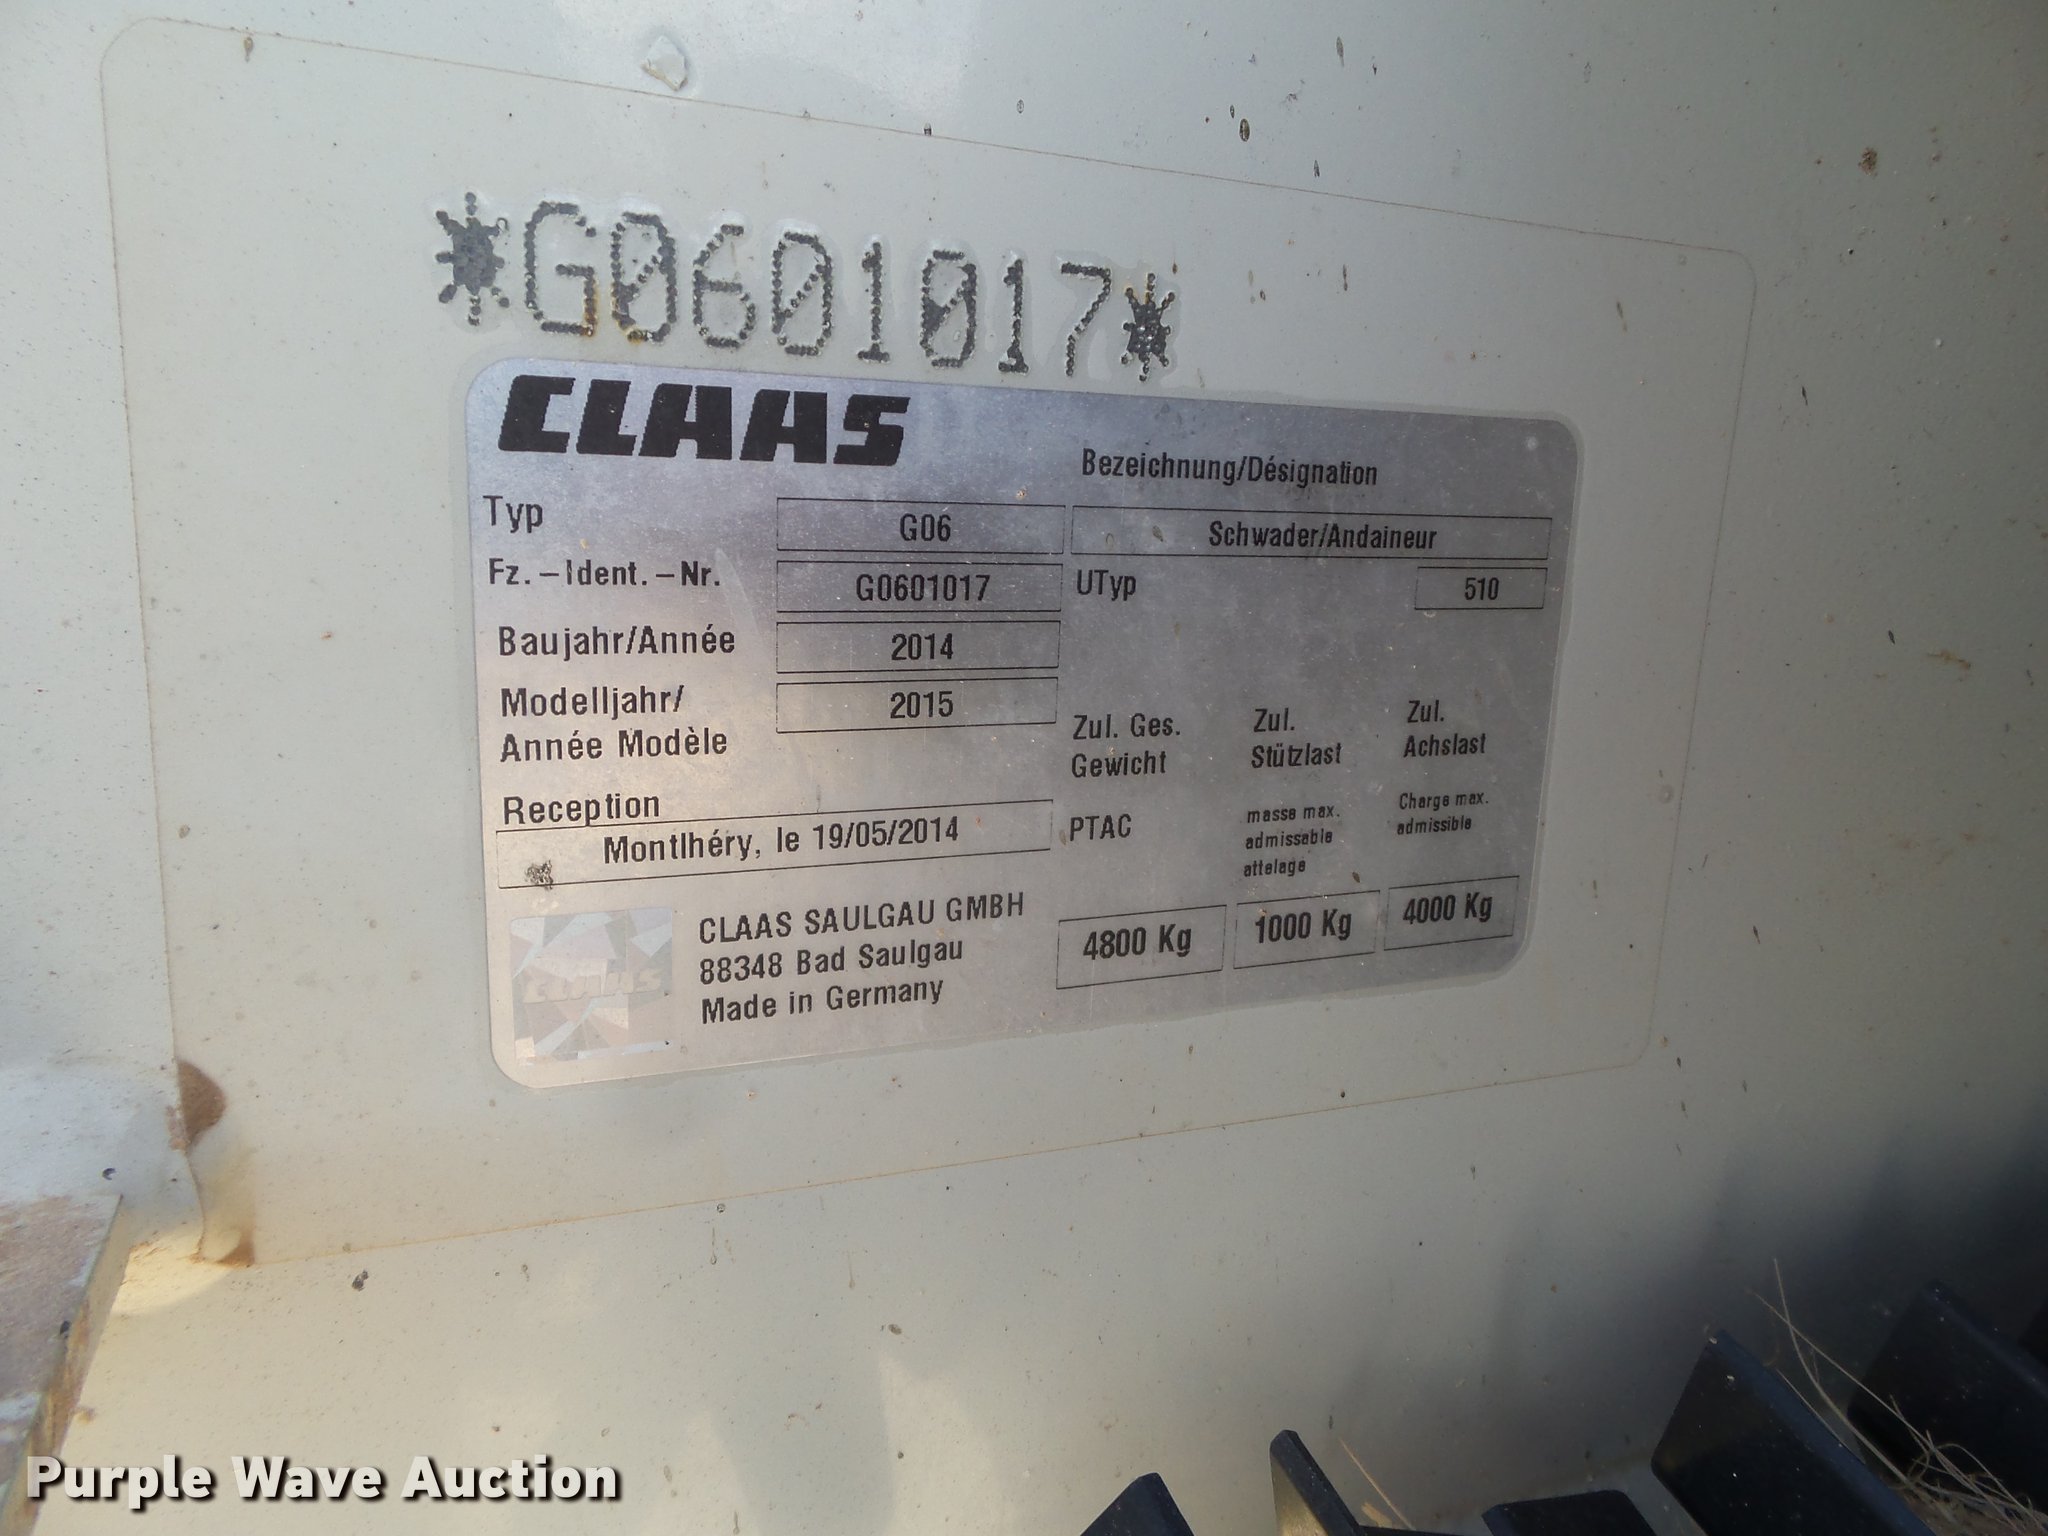 *G0601017*
CLAAS
Bezeichnung/Désignation
Typ G06 Schwader/Andaineur
Fz.-Ident.-Nr. G0601017 UTyp 510
Baujahr/Année 2014
Modelljahr/
Année Modèle 2015
Zul. Ges.
Gewicht
Zul.
Stützlast
Zul.
Achslast
Reception
Montlhéry, le 19/05/2014
PTAC
masse max.
admissable
attelage
Charge max.
admissible
4800 Kg 1000 Kg 4000 Kg
CLAAS
CLAAS SAULGAU GMBH
88348 Bad Saulgau
Made in Germany
Purple Wave Auction